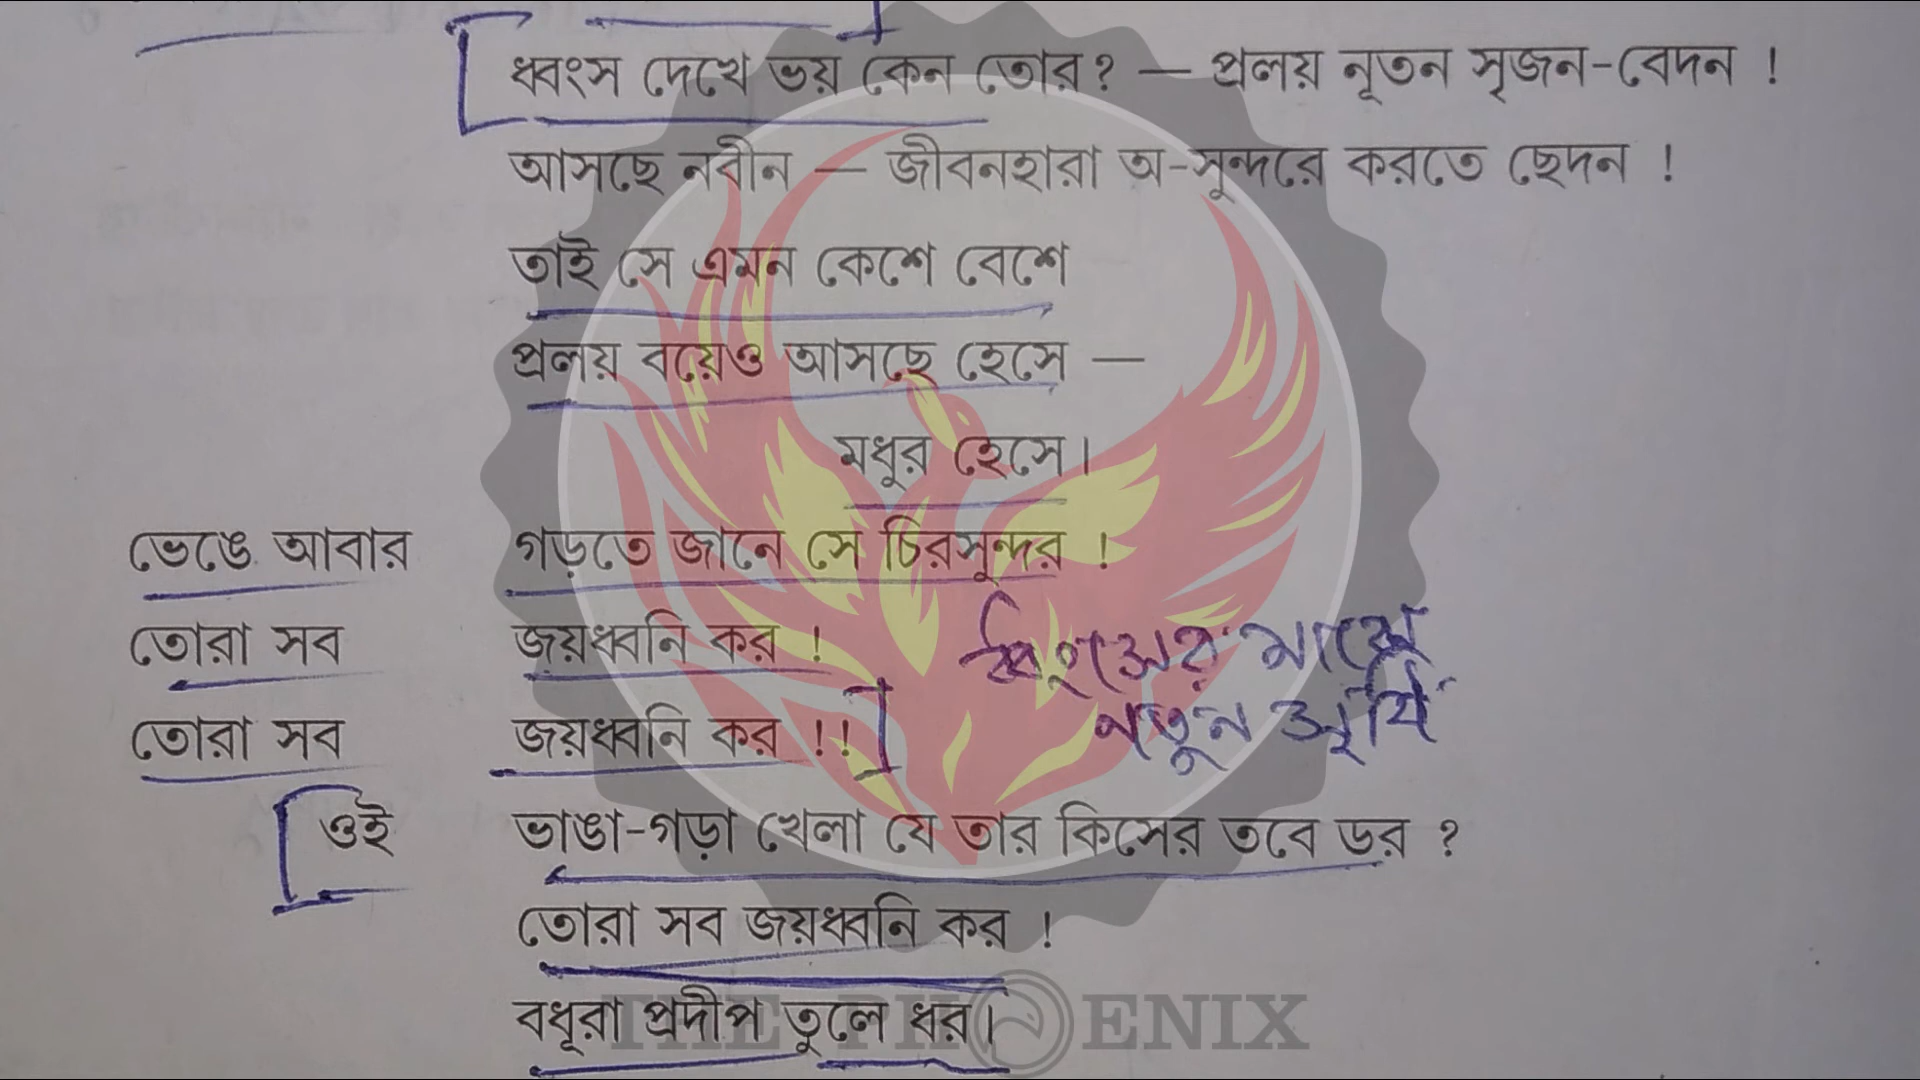 ধ্বংস দেখে ভয় কেন তোর? — প্রলয় নূতন সৃজন-বেদন !
আসছে নবীন — জীবনহারা অ-সুন্দরে করতে ছেদন !
তাই সে এমন কেশে বেশে
প্রলয় বয়েও আসছে হেসে —
মধুর হেসে।
ভেঙে আবার গড়তে জানে সে চিরসুন্দর !
তোরা সব জয়ধ্বনি কর !
ধ্বংসের মাঝে
তোরা সব জয়ধ্বনি কর !!
নতুন সৃষ্টি
ওই ভাঙা-গড়া খেলা যে তার কিসের তবে ডর ?
তোরা সব জয়ধ্বনি কর !
বধূরা প্রদীপ তুলে ধর।
THE PHOENIX